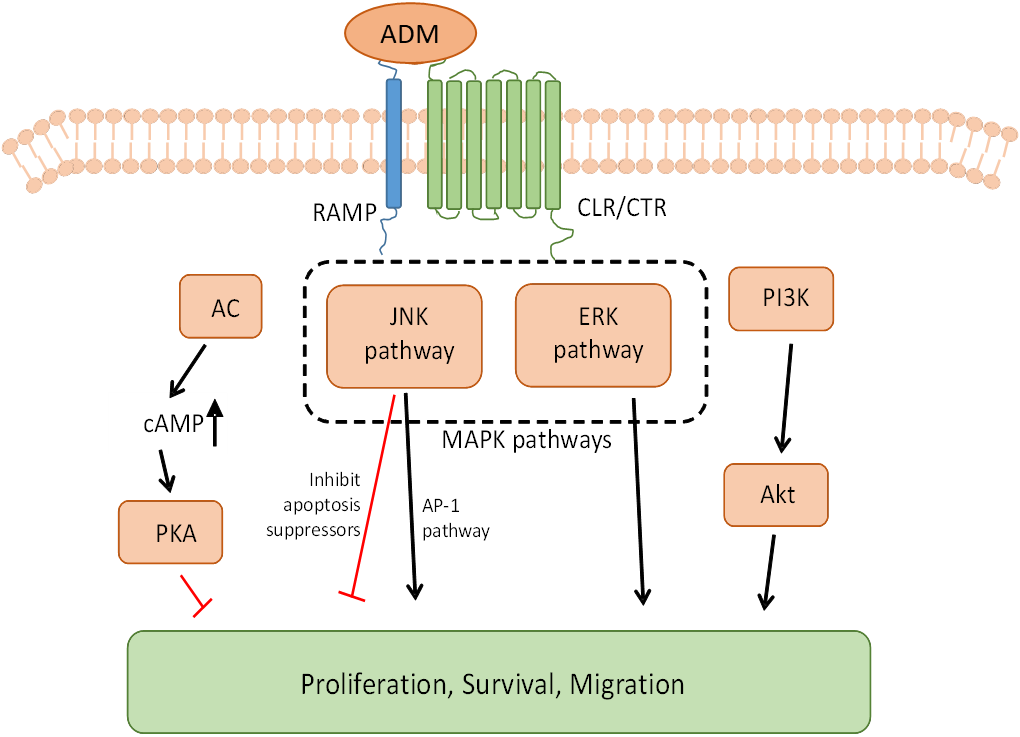 ADM
RAMP
CLR/CTR
AC
JNK
pathway
ERK
pathway
PI3K
cAMP
MAPK pathways
Inhibit
apoptosis
suppressors
AP-1
pathway
Akt
PKA
Proliferation, Survival, Migration